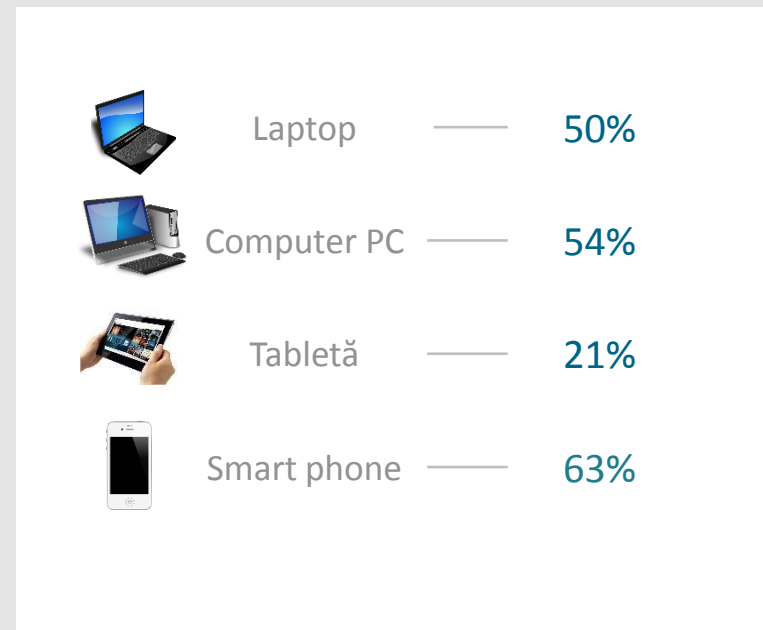 Laptop 50%
Computer PC 54%
Tabletă 21%
Smart phone 63%